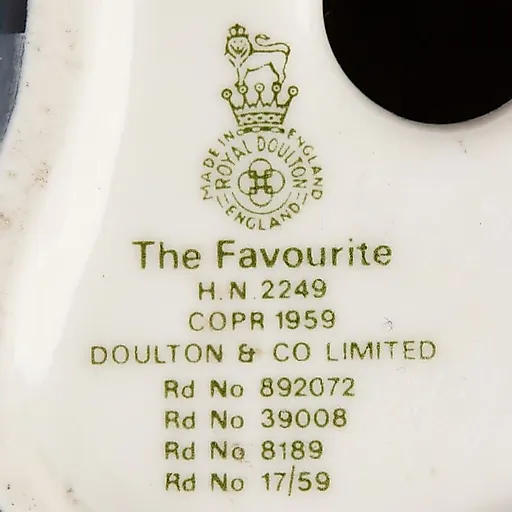 MADE IN ENGLAND
ROYAL DOULTON
ENGLAND
The Favourite
H.N. 2249
COPR 1959
DOULTON & CO LIMITED
Rd No 892072
Rd No 39008
Rd No 8189
Rd No 17/59